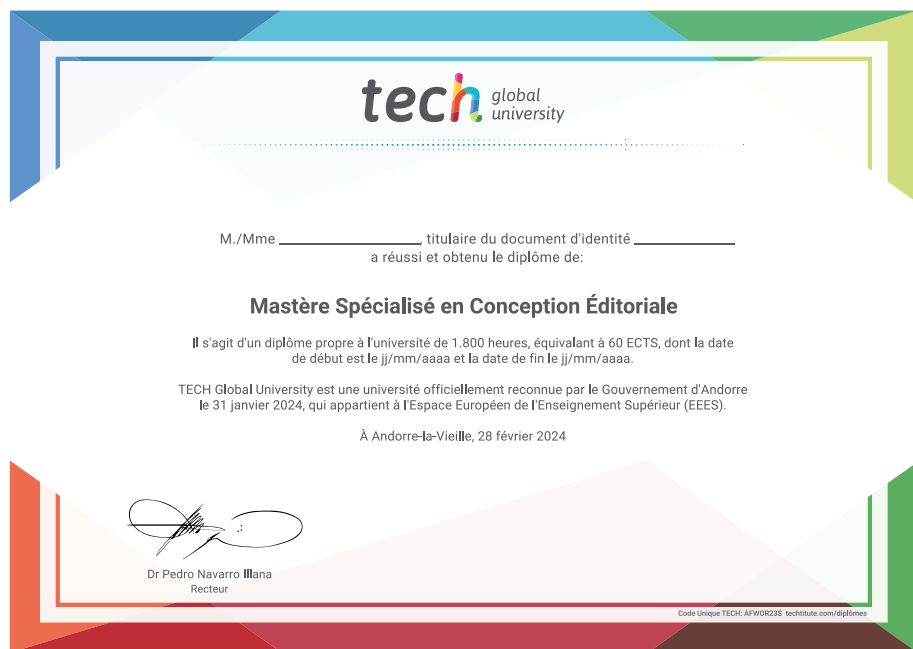 tech global university
M./Mme ____________________, titulaire du document d'identité ______________
a réussi et obtenu le diplôme de:
Mastère Spécialisé en Conception Éditoriale
Il s'agit d'un diplôme propre à l'université de 1.800 heures, équivalant à 60 ECTS, dont la date
de début est le jj/mm/aaaa et la date de fin le jj/mm/aaaa.
TECH Global University est une université officiellement reconnue par le Gouvernement d'Andorre
le 31 janvier 2024, qui appartient à l'Espace Européen de l'Enseignement Supérieur (EEES).
À Andorre-la-Vieille, 28 février 2024
Dr Pedro Navarro Illana
Recteur
Code Unique TECH: AFWOR23S techtitute.com/diplômes